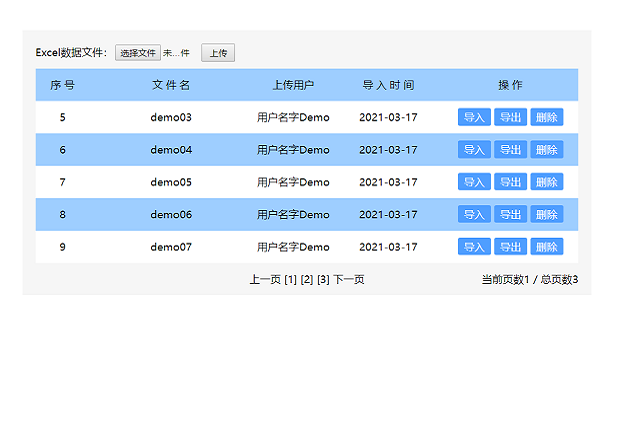 Excel数据文件： 选择文件 未...件 上传
序 号 文 件 名 上传用户 导 入 时 间 操 作
5 demo03 用户名字Demo 2021-03-17 导入 导出 删除
6 demo04 用户名字Demo 2021-03-17 导入 导出 删除
7 demo05 用户名字Demo 2021-03-17 导入 导出 删除
8 demo06 用户名字Demo 2021-03-17 导入 导出 删除
9 demo07 用户名字Demo 2021-03-17 导入 导出 删除
上一页 [1] [2] [3] 下一页 当前页数1 / 总页数3